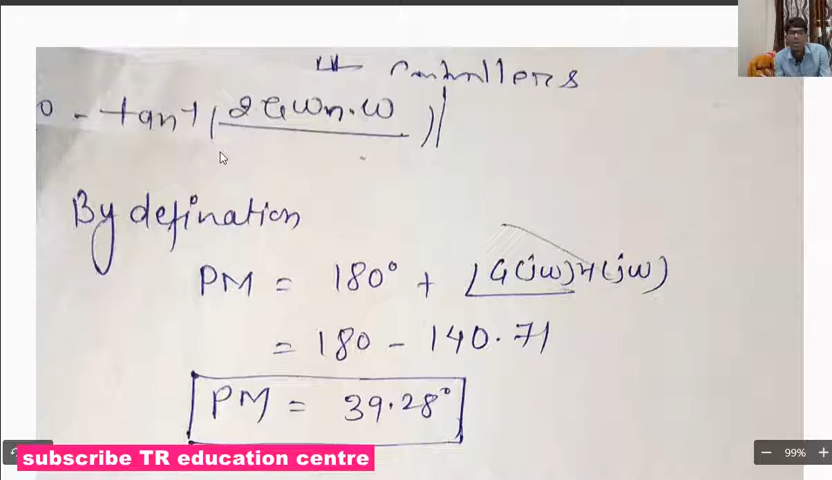 Controllers
0 - tan-1 (2ζωn.ω)
By defination
PM = 180° + ∠G(jω)H(jω)
= 180 - 140.71
PM = 39.28°
subscribe TR education centre
99%